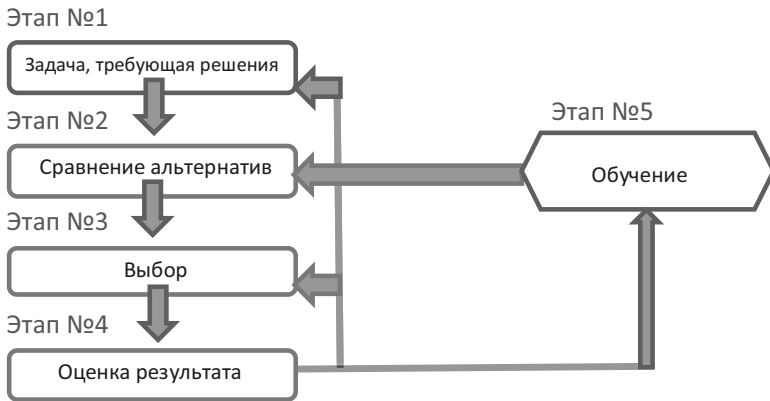 Этап №1
Задача, требующая решения
Этап №2
Этап №5
Сравнение альтернатив
Обучение
Этап №3
Выбор
Этап №4
Оценка результата